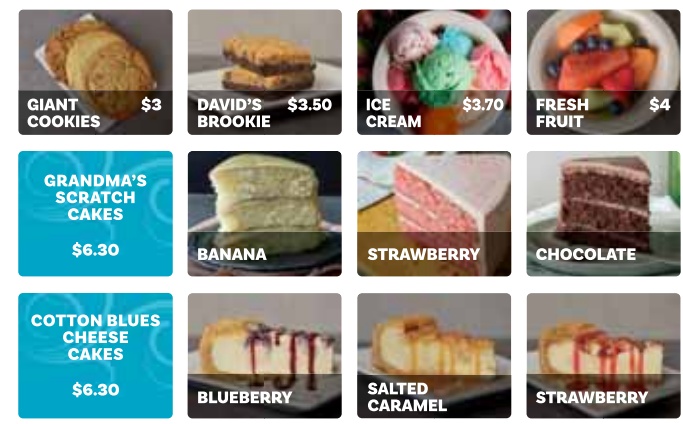 GIANT COOKIES $3
DAVID'S BROOKIE $3.50
ICE CREAM $3.70
FRESH FRUIT $4
GRANDMA'S
SCRATCH
CAKES
$6.30
BANANA
STRAWBERRY
CHOCOLATE
COTTON BLUES
CHEESE
CAKES
$6.30
BLUEBERRY
SALTED
CARAMEL
STRAWBERRY